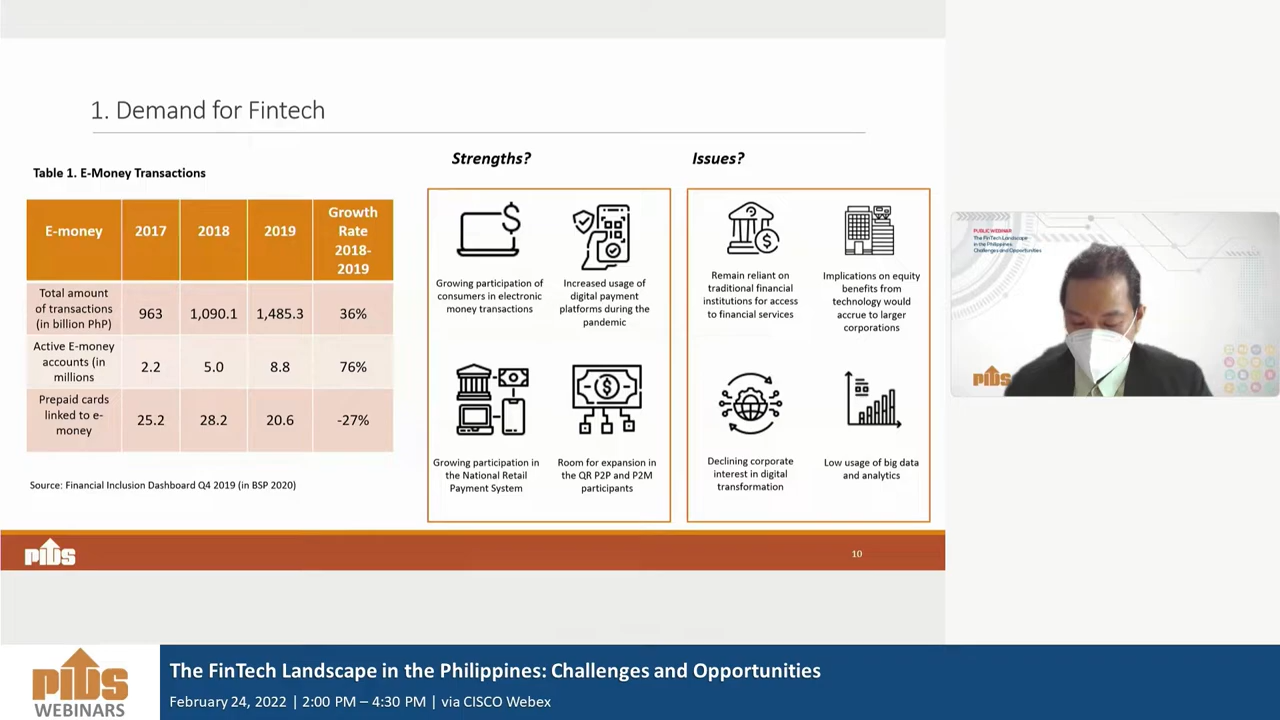 1. Demand for Fintech
Table 1. E-Money Transactions
E-money 2017 2018 2019 Growth
Rate
2018-
2019
Total amount
of transactions
(in billion PhP)
963 1,090.1 1,485.3 36%
Active E-money
accounts (in
millions
2.2 5.0 8.8 76%
Prepaid cards
linked to e-
money
25.2 28.2 20.6 -27%
Source: Financial Inclusion Dashboard Q4 2019 (in BSP 2020)
Strengths?
Growing participation of
consumers in electronic
money transactions
Increased usage of
digital payment
platforms during the
pandemic
Growing participation in
the National Retail
Payment System
Room for expansion in
the QR P2P and P2M
participants
Issues?
Remain reliant on
traditional financial
institutions for access
to financial services
Implications on equity
benefits from
technology would
accrue to larger
corporations
Declining corporate
interest in digital
transformation
Low usage of big data
and analytics
PIDS
10
PUBLIC WEBINAR
The FinTech Landscape
in the Philippines:
Challenges and Opportunities
PIDS
PIDS
WEBINARS
The FinTech Landscape in the Philippines: Challenges and Opportunities
February 24, 2022 | 2:00 PM – 4:30 PM | via CISCO Webex